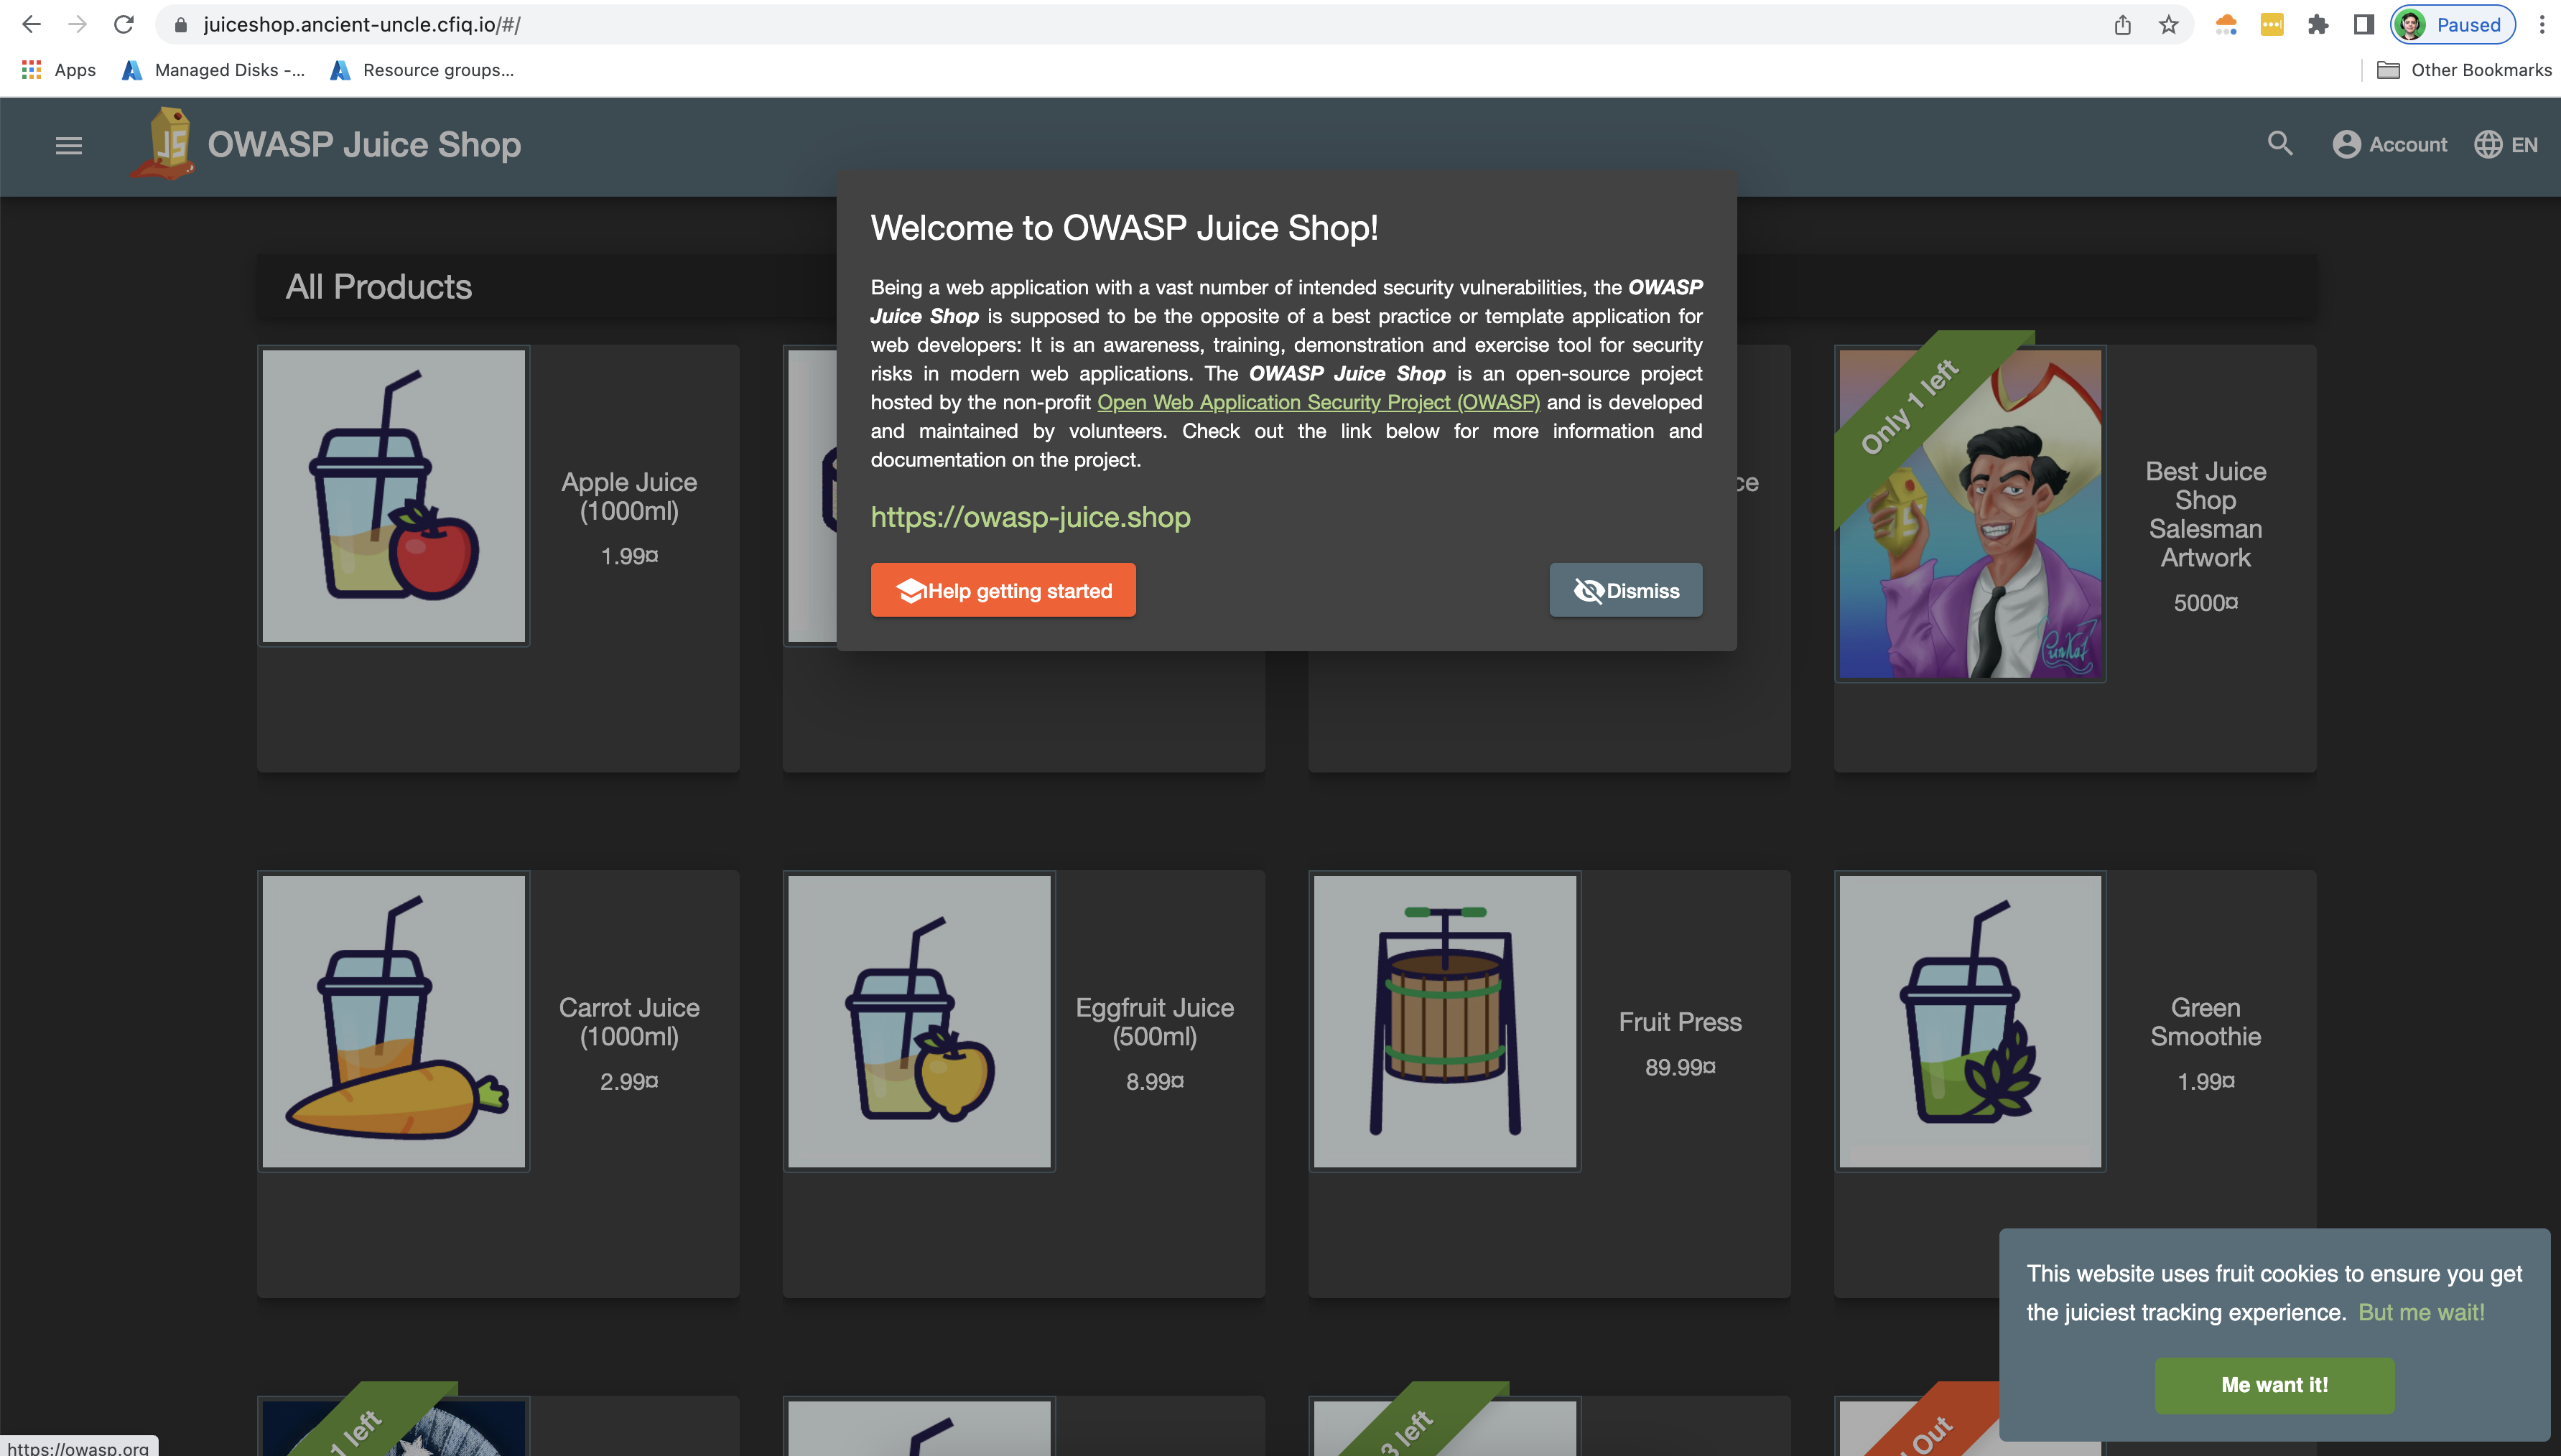 juiceshop.ancient-uncle.cfiq.io/#/
Paused
Apps
Managed Disks -...
Resource groups...
Other Bookmarks
JS
OWASP Juice Shop
Account
EN
Welcome to OWASP Juice Shop!
Being a web application with a vast number of intended security vulnerabilities, the OWASP
Juice Shop is supposed to be the opposite of a best practice or template application for
web developers: It is an awareness, training, demonstration and exercise tool for security
risks in modern web applications. The OWASP Juice Shop is an open-source project
hosted by the non-profit Open Web Application Security Project (OWASP) and is developed
and maintained by volunteers. Check out the link below for more information and
documentation on the project.
https://owasp-juice.shop
Help getting started
Dismiss
All Products
Apple Juice
(1000ml)
1.99¤
ce
Only 1 left
Best Juice
Shop
Salesman
Artwork
5000¤
Carrot Juice
(1000ml)
2.99¤
Eggfruit Juice
(500ml)
8.99¤
Fruit Press
89.99¤
Green
Smoothie
1.99¤
This website uses fruit cookies to ensure you get
the juiciest tracking experience. But me wait!
Me want it!
1 left
3 left
Out
https://owasp.org